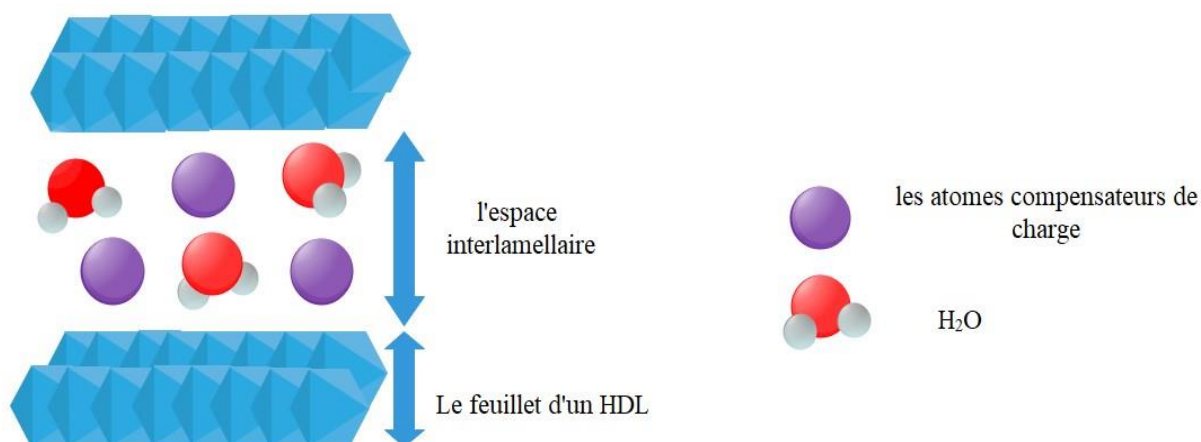 l'espace
interlamellaire
Le feuillet d'un HDL
les atomes compensateurs de
charge
H₂O